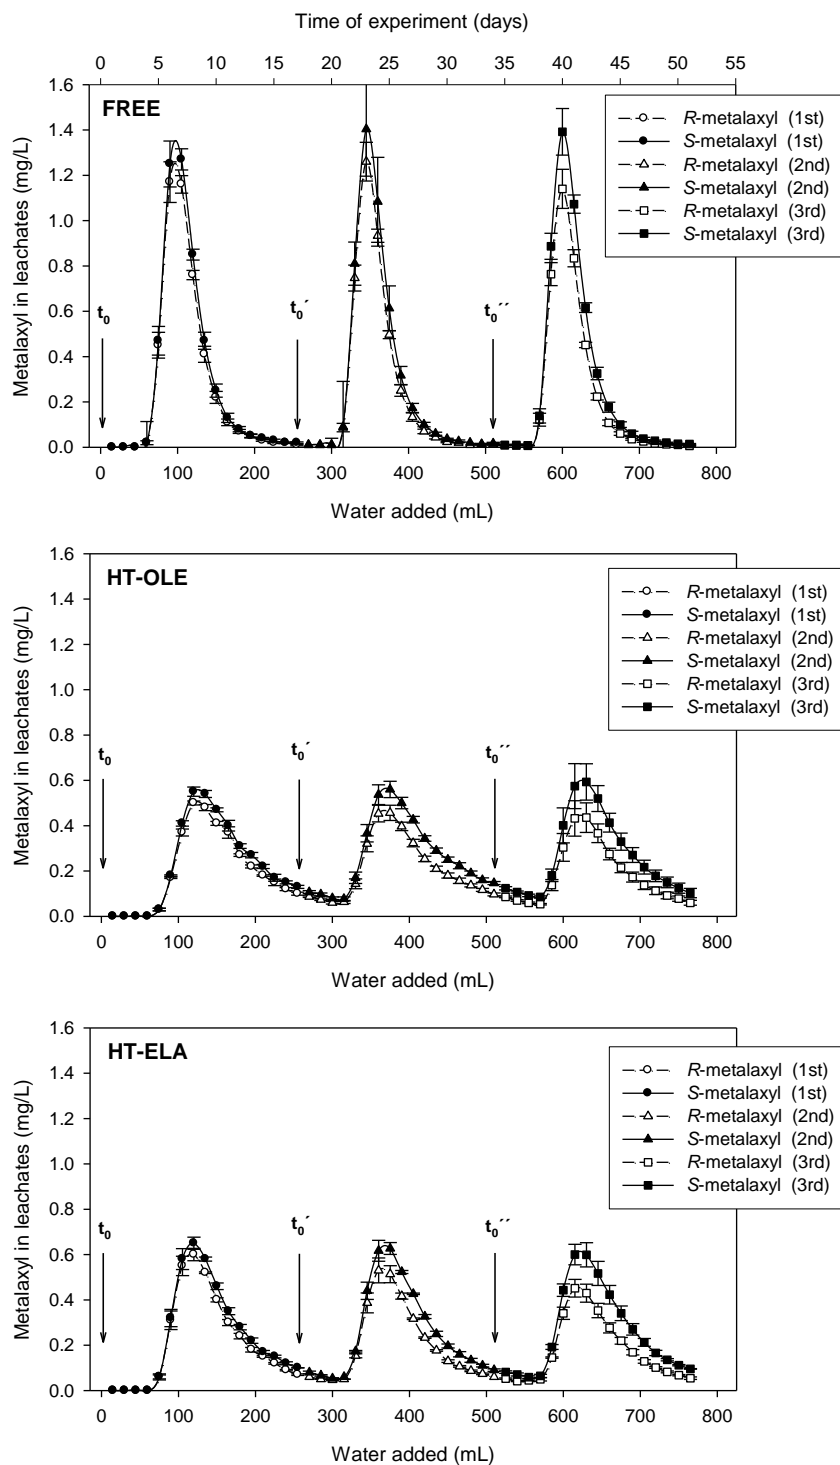 Time of experiment (days)
0 5 10 15 20 25 30 35 40 45 50 55
FREE
Metalaxyl in leachates (mg/L)
1.6
1.4
1.2
1.0
0.8
0.6
0.4
0.2
0.0
t0
t0´
t0´´
R-metalaxyl (1st)
S-metalaxyl (1st)
R-metalaxyl (2nd)
S-metalaxyl (2nd)
R-metalaxyl (3rd)
S-metalaxyl (3rd)
0 100 200 300 400 500 600 700 800
Water added (mL)
HT-OLE
Metalaxyl in leachates (mg/L)
1.6
1.4
1.2
1.0
0.8
0.6
0.4
0.2
0.0
t0
t0´
t0´´
R-metalaxyl (1st)
S-metalaxyl (1st)
R-metalaxyl (2nd)
S-metalaxyl (2nd)
R-metalaxyl (3rd)
S-metalaxyl (3rd)
0 100 200 300 400 500 600 700 800
Water added (mL)
HT-ELA
Metalaxyl in leachates (mg/L)
1.6
1.4
1.2
1.0
0.8
0.6
0.4
0.2
0.0
t0
t0´
t0´´
R-metalaxyl (1st)
S-metalaxyl (1st)
R-metalaxyl (2nd)
S-metalaxyl (2nd)
R-metalaxyl (3rd)
S-metalaxyl (3rd)
0 100 200 300 400 500 600 700 800
Water added (mL)